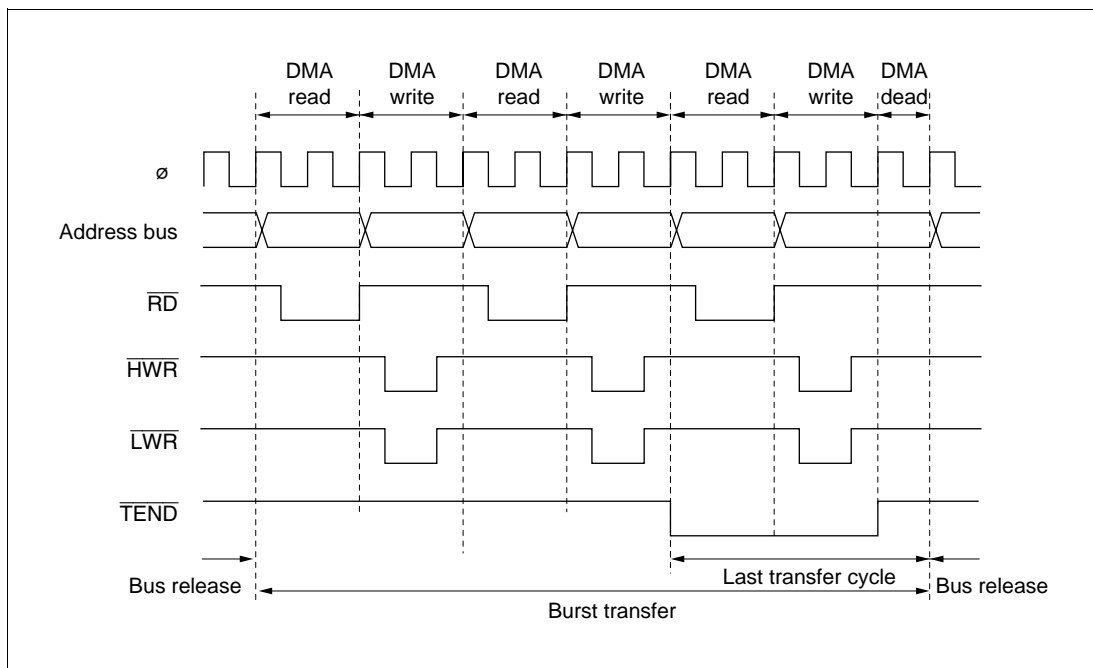 DMA read
DMA write
DMA read
DMA write
DMA read
DMA write
DMA dead
ø
Address bus
RD
HWR
LWR
TEND
Bus release
Last transfer cycle
Bus release
Burst transfer